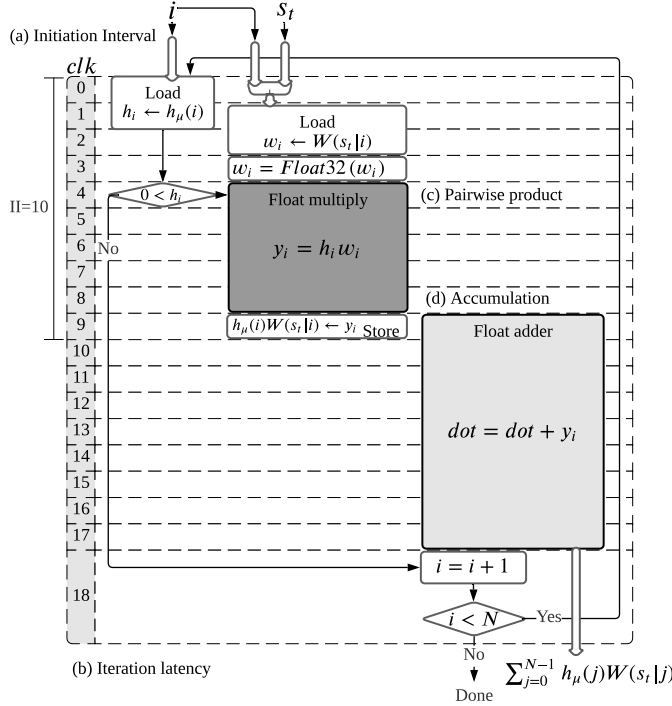 i
s_t
(a) Initiation Interval
clk
0
Load
h_i ← h_μ(i)
1
Load
2
w_i ← W(s_t|i)
3
w_i = Float32(w_i)
4
0 < h_i
Float multiply
(c) Pairwise product
II=10
5
No
6
y_i = h_i w_i
7
8
(d) Accumulation
9
h_μ(i)W(s_t|i) ← y_i Store
Float adder
10
11
12
13
dot = dot + y_i
14
15
16
17
i = i + 1
18
i < N
Yes
No
(b) Iteration latency
∑_{j=0}^{N-1} h_μ(j)W(s_t|j)
Done